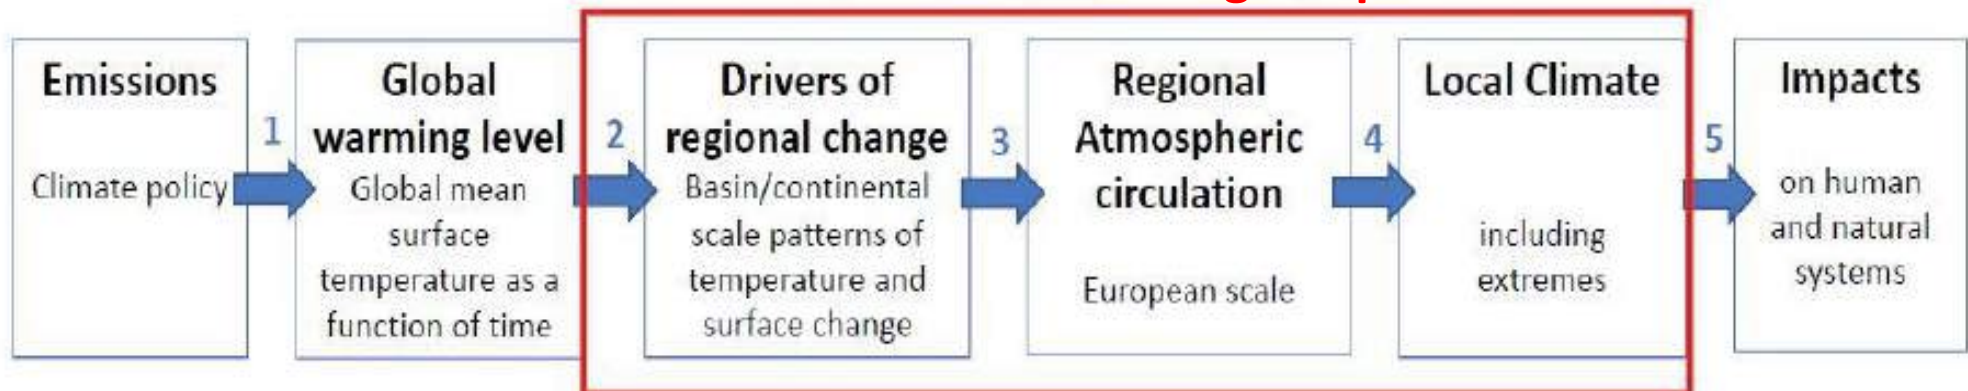 Emissions
Climate policy
1
Global
warming level
Global mean
surface
temperature as a
function of time
2
Drivers of
regional change
Basin/continental
scale patterns of
temperature and
surface change
3
Regional
Atmospheric
circulation
European scale
4
Local Climate
including
extremes
5
Impacts
on human
and natural
systems